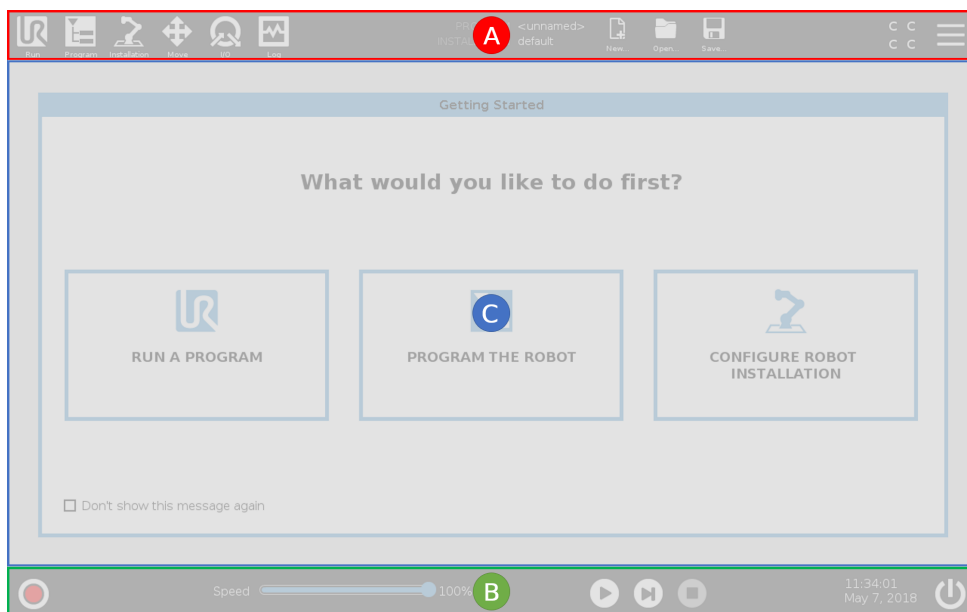 A
<unnamed>
default
Run
Program
Installation
Move
I/O
Log
New...
Open...
Save...
C C
C C
Getting Started
What would you like to do first?
C
RUN A PROGRAM
PROGRAM THE ROBOT
CONFIGURE ROBOT
INSTALLATION
Don't show this message again
Speed
100%
B
11:34:01
May 7, 2018